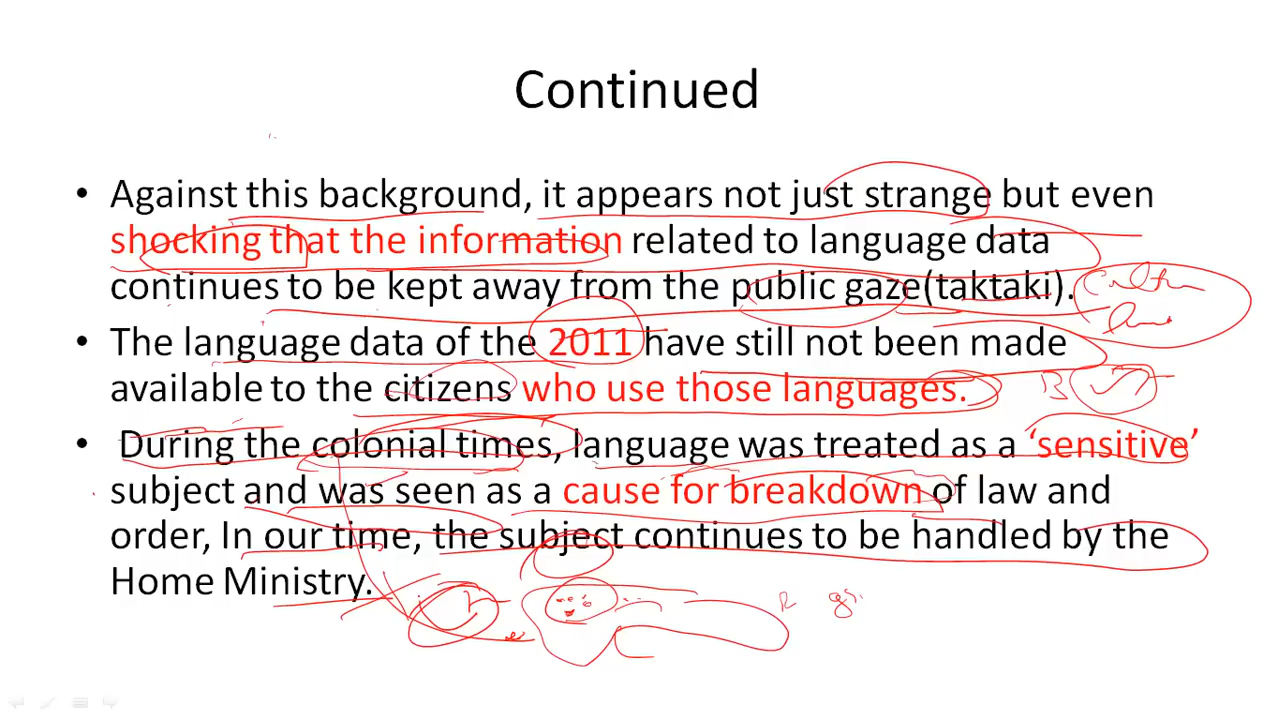 Continued
• Against this background, it appears not just strange but even
shocking that the information related to language data
continues to be kept away from the public gaze(taktaki).
• The language data of the 2011 have still not been made
available to the citizens who use those languages.
• During the colonial times, language was treated as a ‘sensitive’
subject and was seen as a cause for breakdown of law and
order, In our time, the subject continues to be handled by the
Home Ministry.